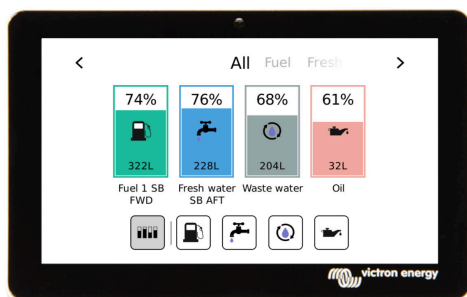 All Fuel Fresh
74% 76% 68% 61%
322L 228L 204L 32L
Fuel 1 SB Fresh water Waste water Oil
FWD SB AFT
victron energy